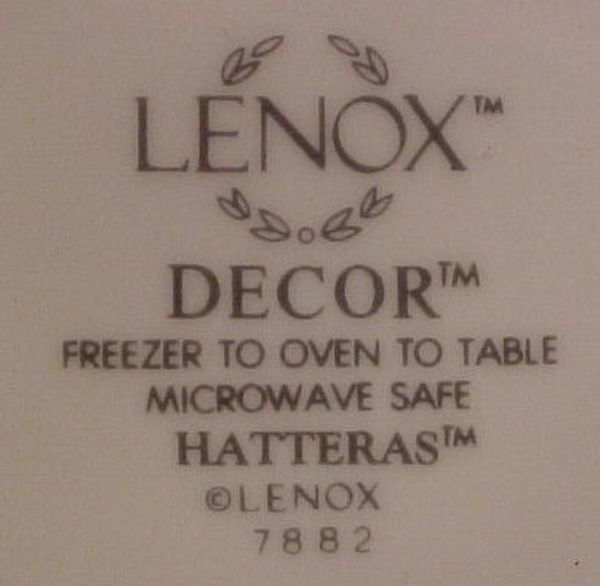 LENOX™
DECOR™
FREEZER TO OVEN TO TABLE
MICROWAVE SAFE
HATTERAS™
©LENOX
7882